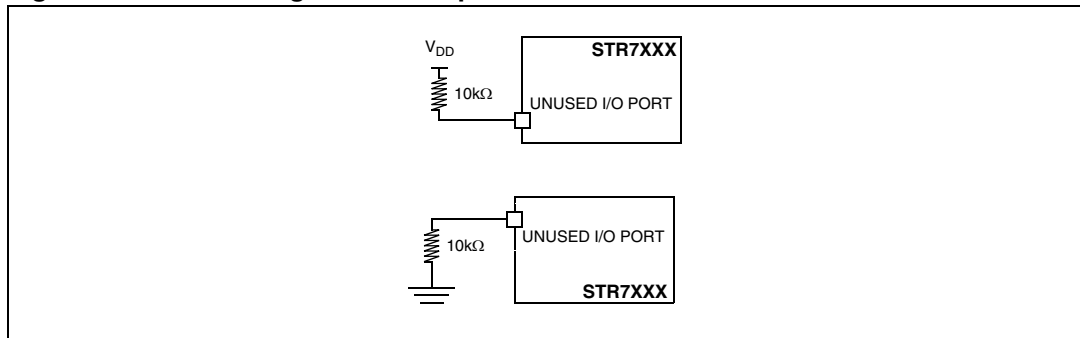 V_DD
STR7XXX
10kΩ
UNUSED I/O PORT
UNUSED I/O PORT
10kΩ
STR7XXX